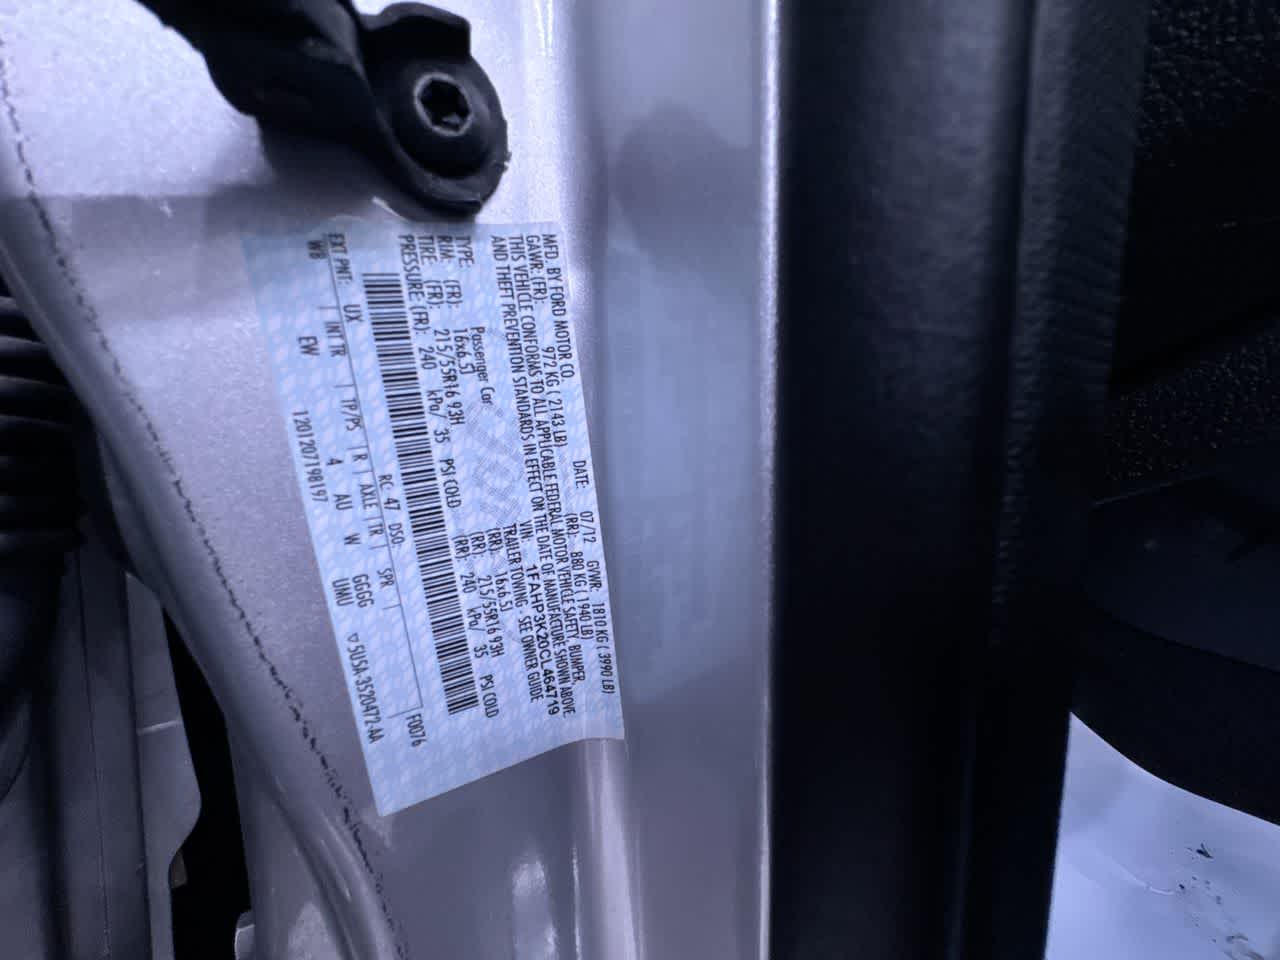 MFD. BY FORD MOTOR CO. DATE: 07/12 GVWR: 1810 KG ( 3990 LB)
GAWR: (FR): 972 KG ( 2143 LB) (RR): 880 KG ( 1940 LB)
THIS VEHICLE CONFORMS TO ALL APPLICABLE FEDERAL MOTOR VEHICLE SAFETY, BUMPER,
AND THEFT PREVENTION STANDARDS IN EFFECT ON THE DATE OF MANUFACTURE SHOWN ABOVE.
VIN: 1FAHP3K20CL464719
TYPE: Passenger Car TRAILER TOWING - SEE OWNER GUIDE
RIM: (FR): 16x6.5J (RR): 16x6.5J
TIRE: (FR): 215/55R16 93H (RR): 215/55R16 93H
PRESSURE: (FR): 240 kPa/ 35 PSI COLD (RR): 240 kPa/ 35 PSI COLD
F0076
EXT PNT: UX RC: 47 DSO:
WB | INT TR | TP/PS | R | AXLE | TR | SPR |
EW 4 AU W GGGG
1201207198197 UMU ▽5U5A-3520472-AA